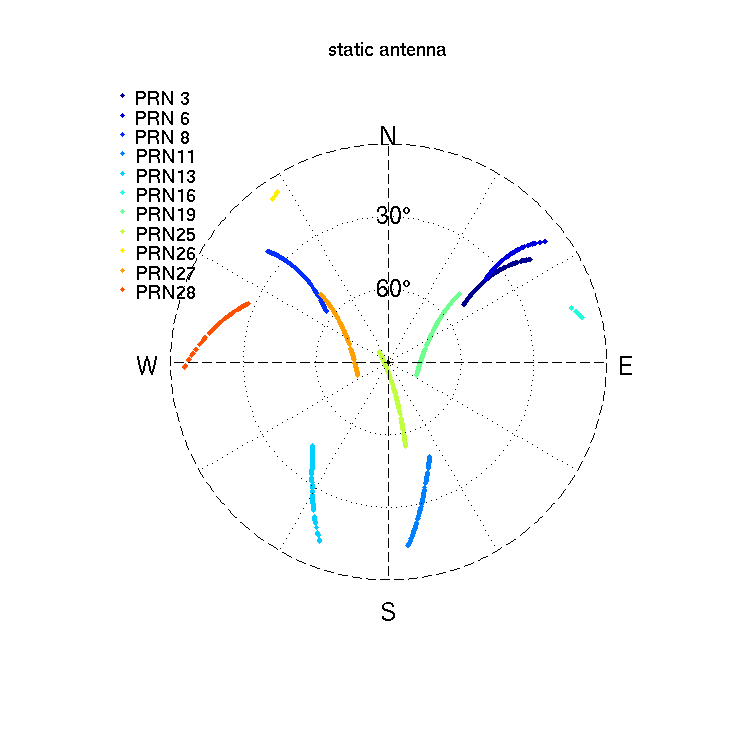 static antenna
PRN 3
PRN 6
PRN 8
PRN11
PRN13
PRN16
PRN19
PRN25
PRN26
PRN27
PRN28
N
30°
60°
W
E
S